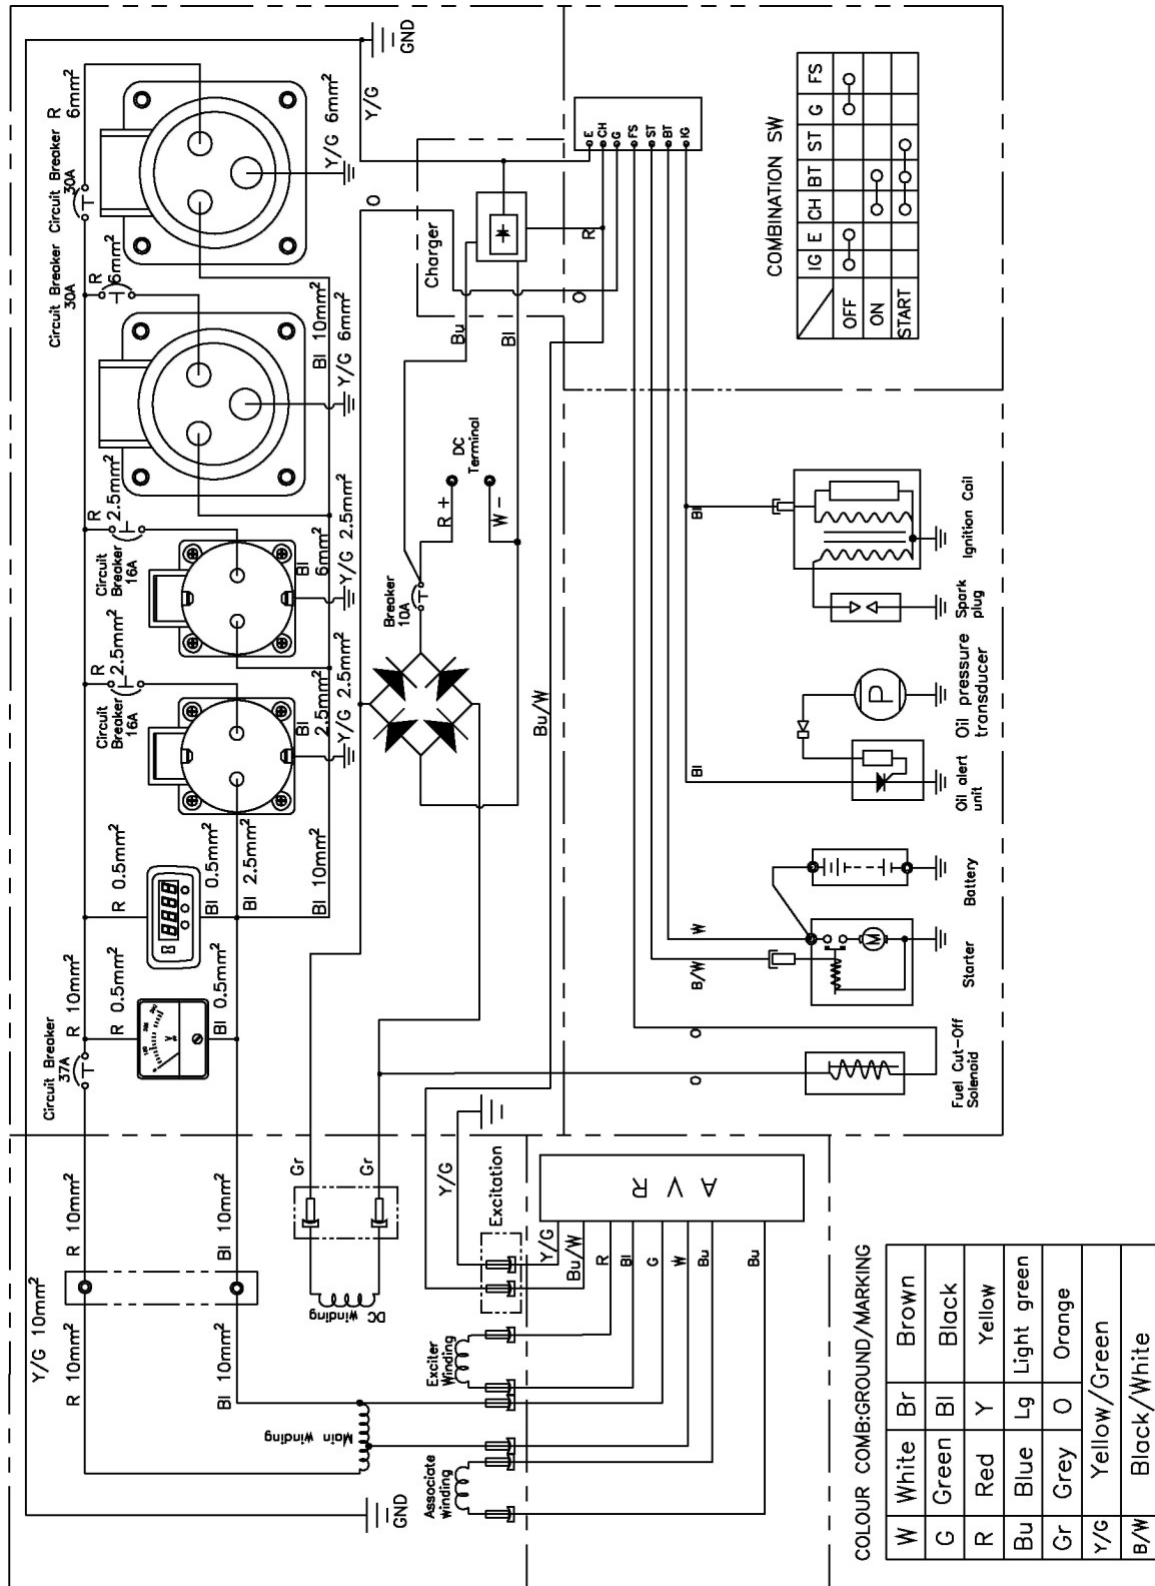 R
6mm²
Circuit Breaker
30A
Y/G 6mm²
GND
Y/G
O
Circuit Breaker
30A
R
6mm²
Bl 10mm²
Y/G 6mm²
Charger
Bu
Bl
R
O
E
CH
G
FS
ST
BT
IG
COMBINATION SW
IG E CH BT ST G FS
OFF
ON
START
R
2.5mm²
Circuit
Breaker
16A
Bl
6mm²
Y/G 2.5mm²
R
2.5mm²
Circuit
Breaker
16A
Bl
2.5mm²
Y/G 2.5mm²
Breaker
10A
R +
W -
DC
Terminal
Bu/W
Bl
Bl
Ignition Coil
Spark
plug
P
Oil pressure
transducer
Oil alert
unit
Battery
M
Starter
Fuel Cut-Off
Solenoid
W
B/W
O
O
R 0.5mm²
8888
Bl 0.5mm²
Bl 2.5mm²
Bl 10mm²
R 10mm²
R 0.5mm²
V
Bl 0.5mm²
Circuit Breaker
37A
R 10mm²
Bl 10mm²
Gr
Gr
Y/G
Excitation
Y/G 10mm²
R 10mm²
Bl 10mm²
DC
winding
Main winding
Exciter
Winding
Associate
winding
GND
A V R
Y/G
Bu/W
R
Bl
G
W
Bu
Bu
COLOUR COMB:GROUND/MARKING
W White Br Brown
G Green Bl Black
R Red Y Yellow
Bu Blue Lg Light green
Gr Grey O Orange
Y/G Yellow/Green
B/W Black/White